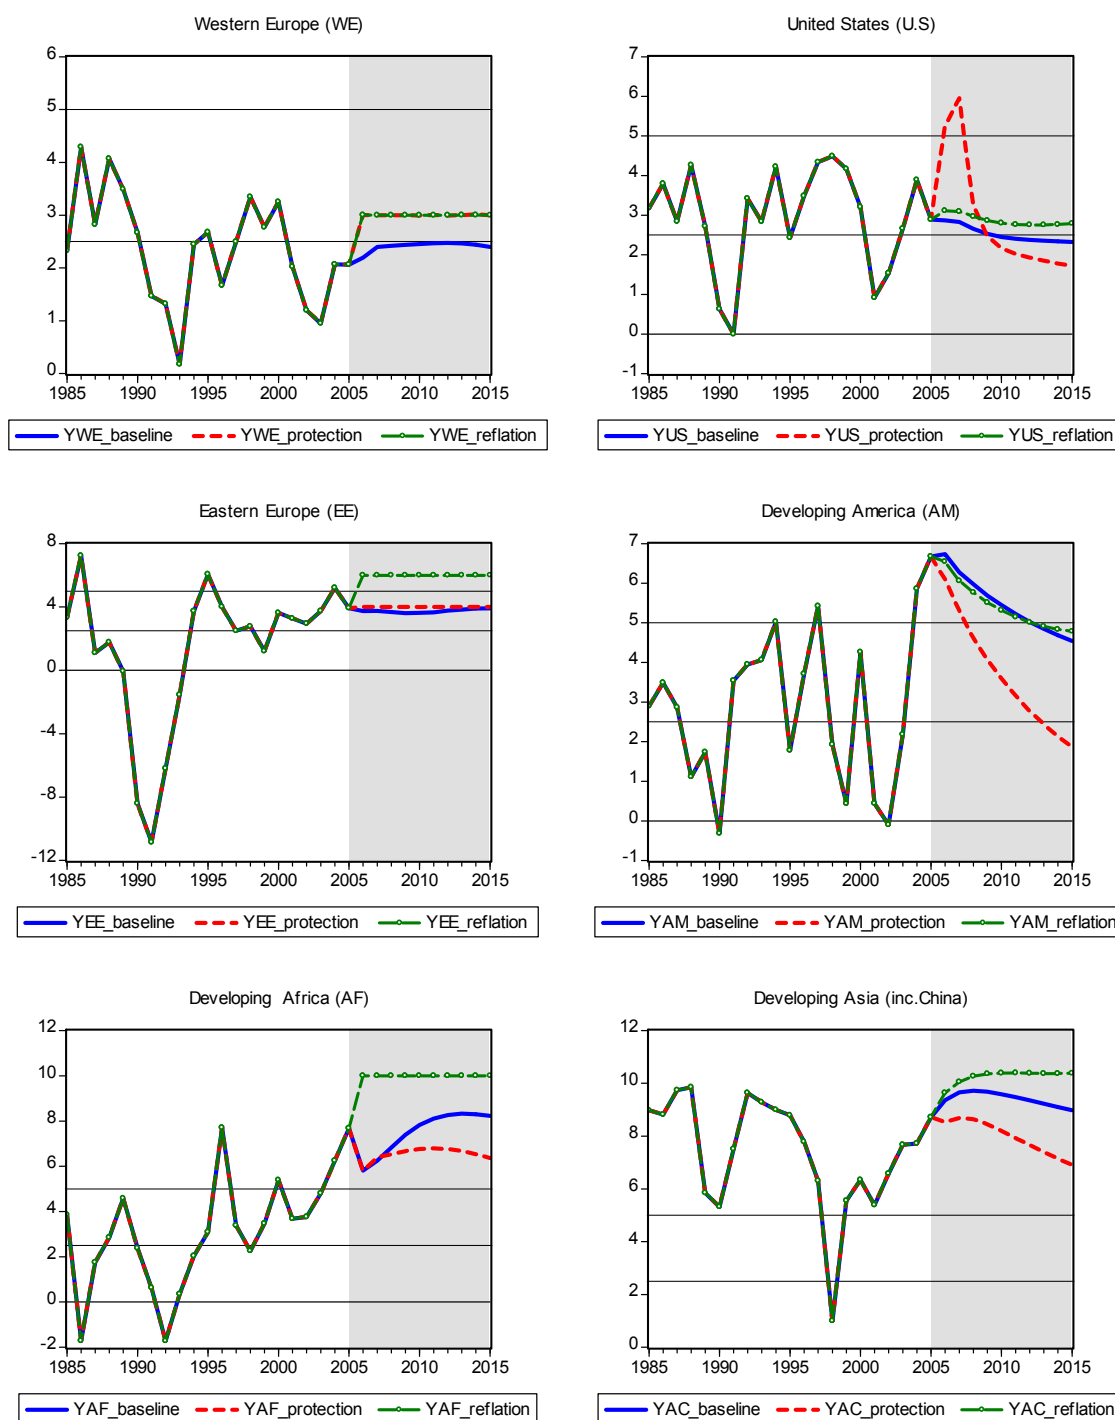 Western Europe (WE)
6
5
4
3
2
1
0
1985 1990 1995 2000 2005 2010 2015
YWE_baseline YWE_protection YWE_reflation
United States (U.S)
7
6
5
4
3
2
1
0
-1
1985 1990 1995 2000 2005 2010 2015
YUS_baseline YUS_protection YUS_reflation
Eastern Europe (EE)
8
4
0
-4
-8
-12
1985 1990 1995 2000 2005 2010 2015
YEE_baseline YEE_protection YEE_reflation
Developing America (AM)
7
6
5
4
3
2
1
0
-1
1985 1990 1995 2000 2005 2010 2015
YAM_baseline YAM_protection YAM_reflation
Developing Africa (AF)
12
10
8
6
4
2
0
-2
1985 1990 1995 2000 2005 2010 2015
YAF_baseline YAF_protection YAF_reflation
Developing Asia (inc.China)
12
10
8
6
4
2
0
1985 1990 1995 2000 2005 2010 2015
YAC_baseline YAC_protection YAC_reflation